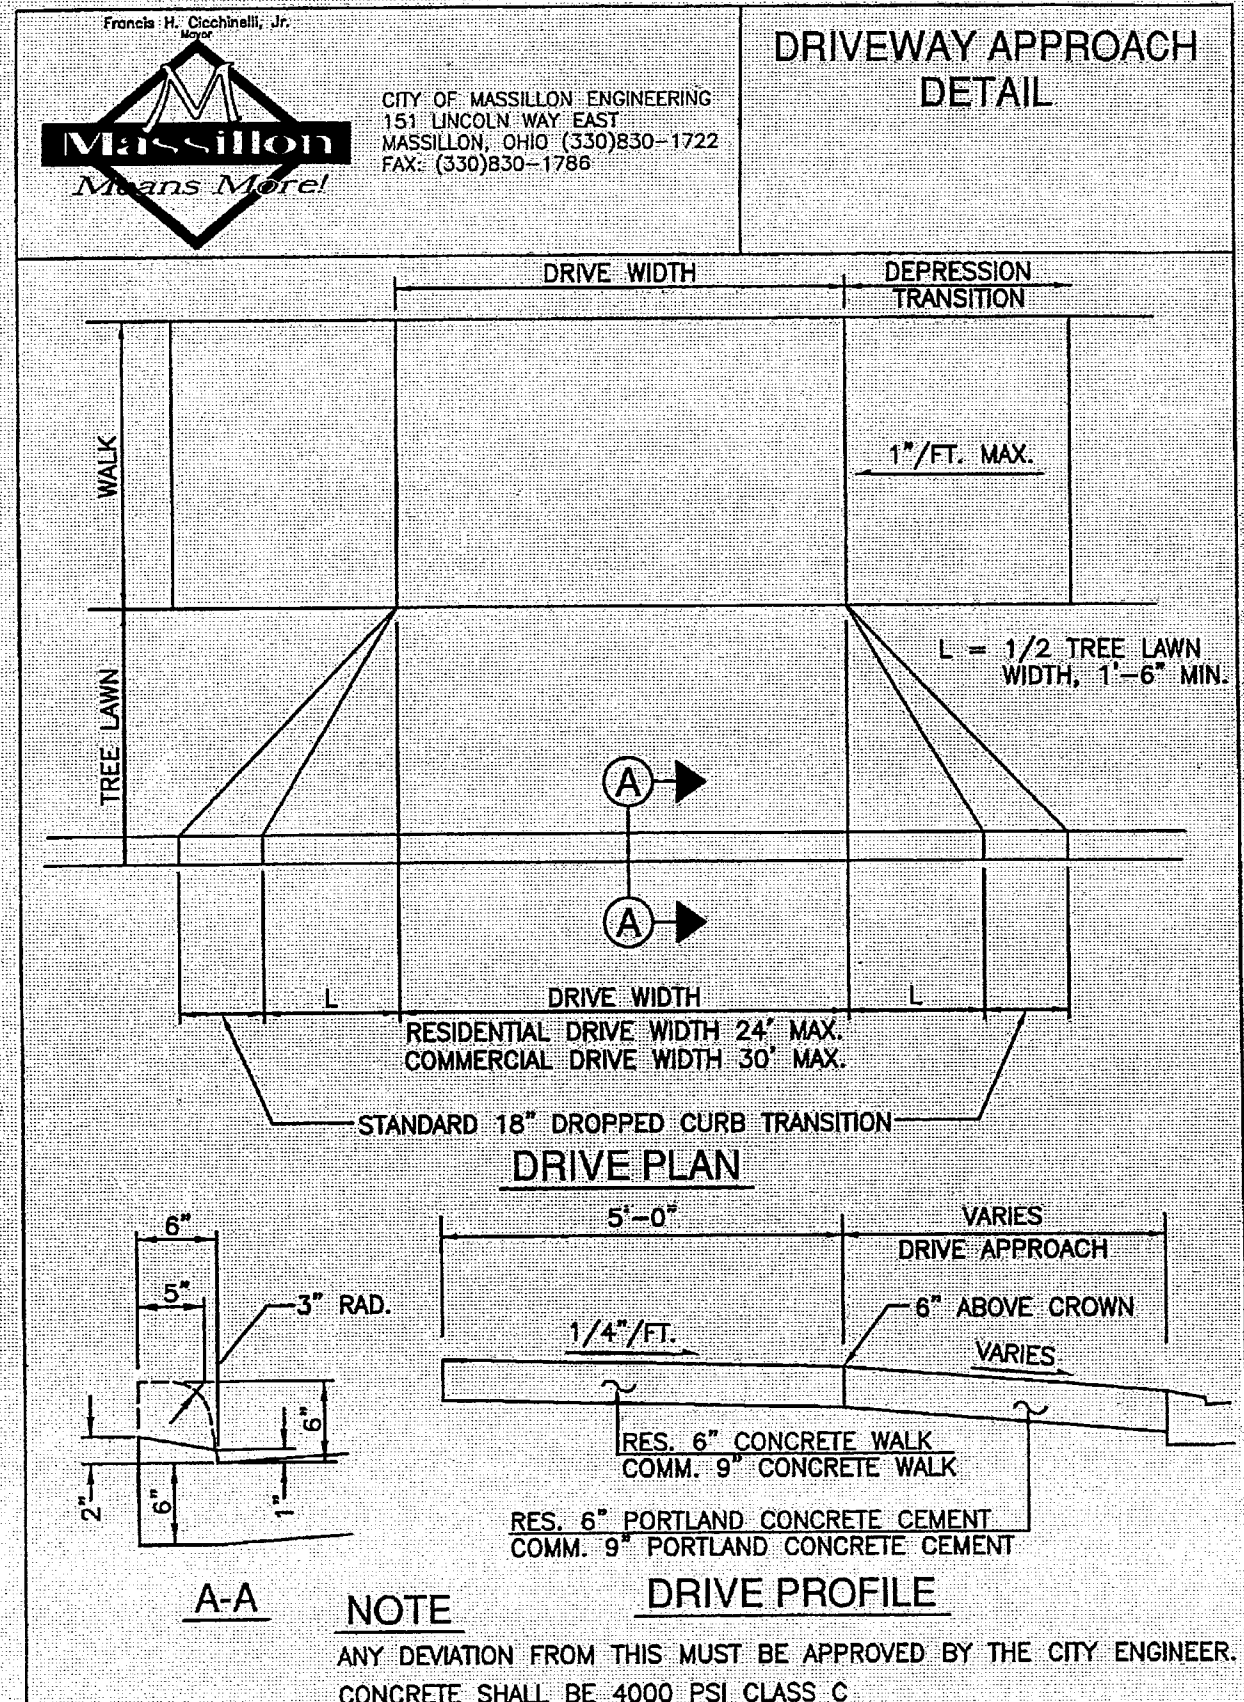 Francis H. Cicchinelli, Jr.
Mayor
M
Massillon
Means More!
CITY OF MASSILLON ENGINEERING
151 LINCOLN WAY EAST
MASSILLON, OHIO (330)830-1722
FAX: (330)830-1786
DRIVEWAY APPROACH
DETAIL
DRIVE WIDTH
DEPRESSION
TRANSITION
WALK
1"/FT. MAX.
TREE LAWN
L = 1/2 TREE LAWN
WIDTH, 1'-6" MIN.
A
A
L
DRIVE WIDTH
L
RESIDENTIAL DRIVE WIDTH 24' MAX.
COMMERCIAL DRIVE WIDTH 30' MAX.
STANDARD 18" DROPPED CURB TRANSITION
DRIVE PLAN
6"
5"
3" RAD.
6"
2"
6"
1"
A-A
5'-0"
VARIES
DRIVE APPROACH
6" ABOVE CROWN
1/4"/FT.
VARIES
RES. 6" CONCRETE WALK
COMM. 9" CONCRETE WALK
RES. 6" PORTLAND CONCRETE CEMENT
COMM. 9" PORTLAND CONCRETE CEMENT
DRIVE PROFILE
NOTE
ANY DEVIATION FROM THIS MUST BE APPROVED BY THE CITY ENGINEER.
CONCRETE SHALL BE 4000 PSI CLASS C